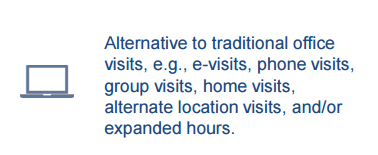 Alternative to traditional office
visits, e.g., e-visits, phone visits,
group visits, home visits,
alternate location visits, and/or
expanded hours.